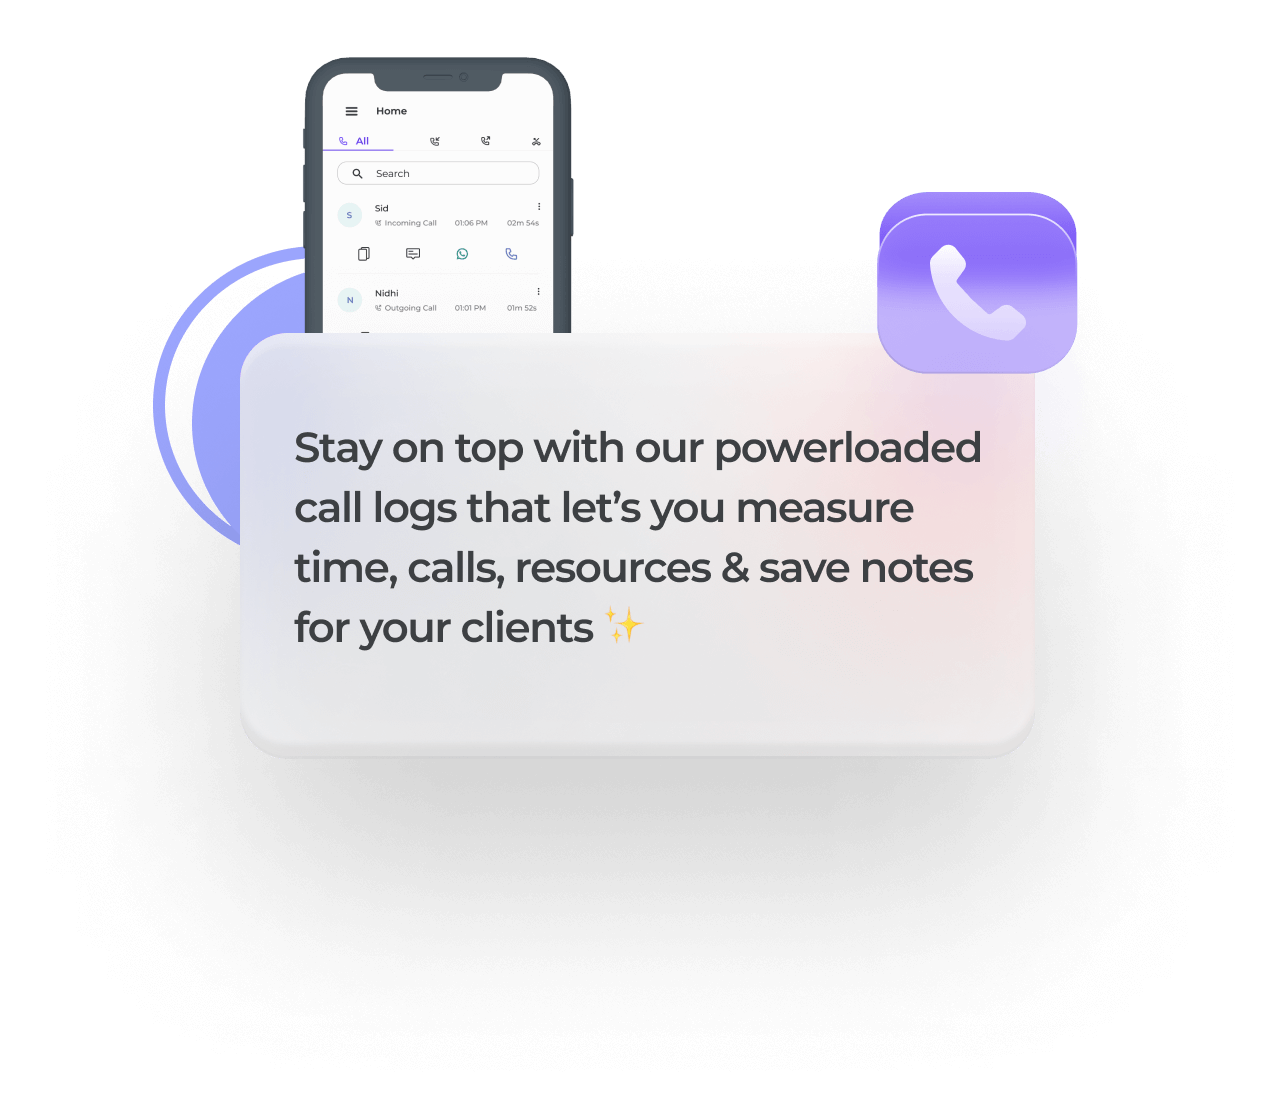 Home
All
Search
S
Sid
Incoming Call 01:06 PM 02m 54s
N
Nidhi
Outgoing Call 01:01 PM 01m 52s
Stay on top with our powerloaded
call logs that let’s you measure
time, calls, resources & save notes
for your clients ✨